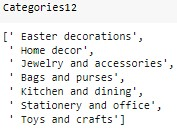 Categories12
[' Easter decorations',
' Home decor',
' Jewelry and accessories',
' Bags and purses',
' Kitchen and dining',
' Stationery and office',
' Toys and crafts']